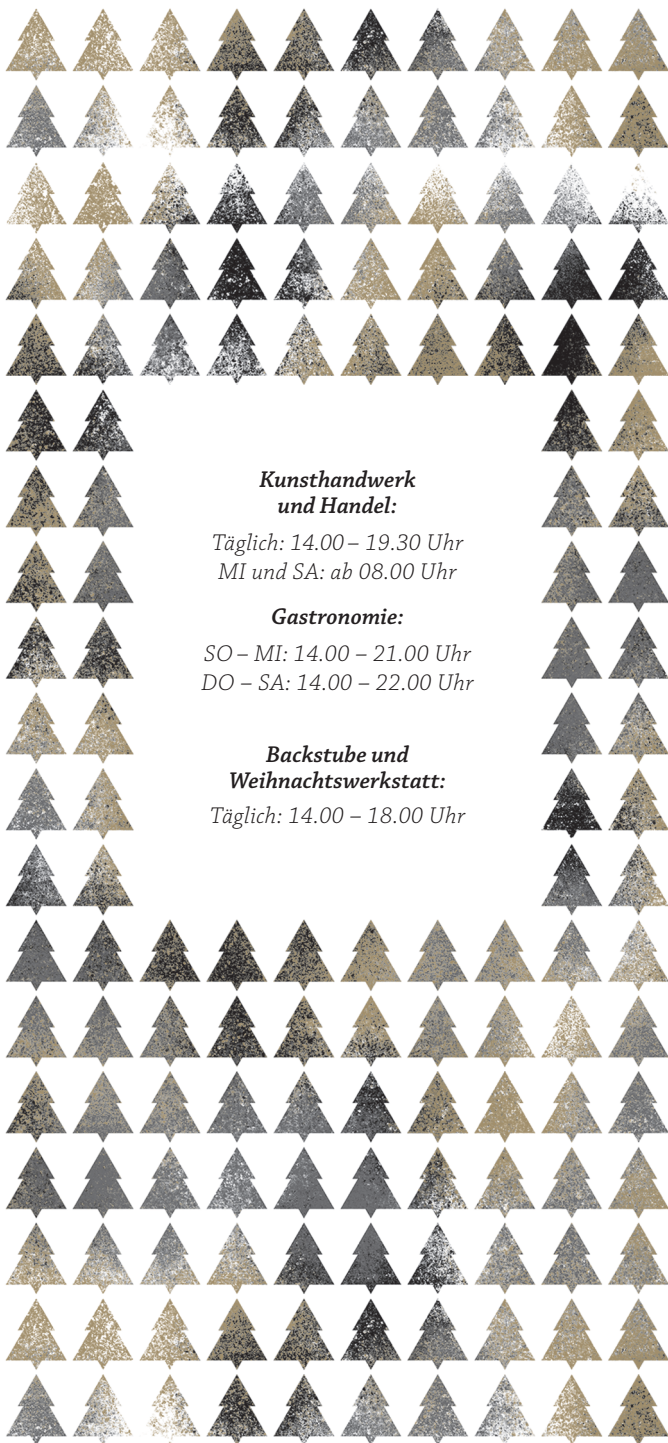 Kunsthandwerk
und Handel:
Täglich: 14.00 – 19.30 Uhr
MI und SA: ab 08.00 Uhr
Gastronomie:
SO – MI: 14.00 – 21.00 Uhr
DO – SA: 14.00 – 22.00 Uhr
Backstube und
Weihnachtswerkstatt:
Täglich: 14.00 – 18.00 Uhr